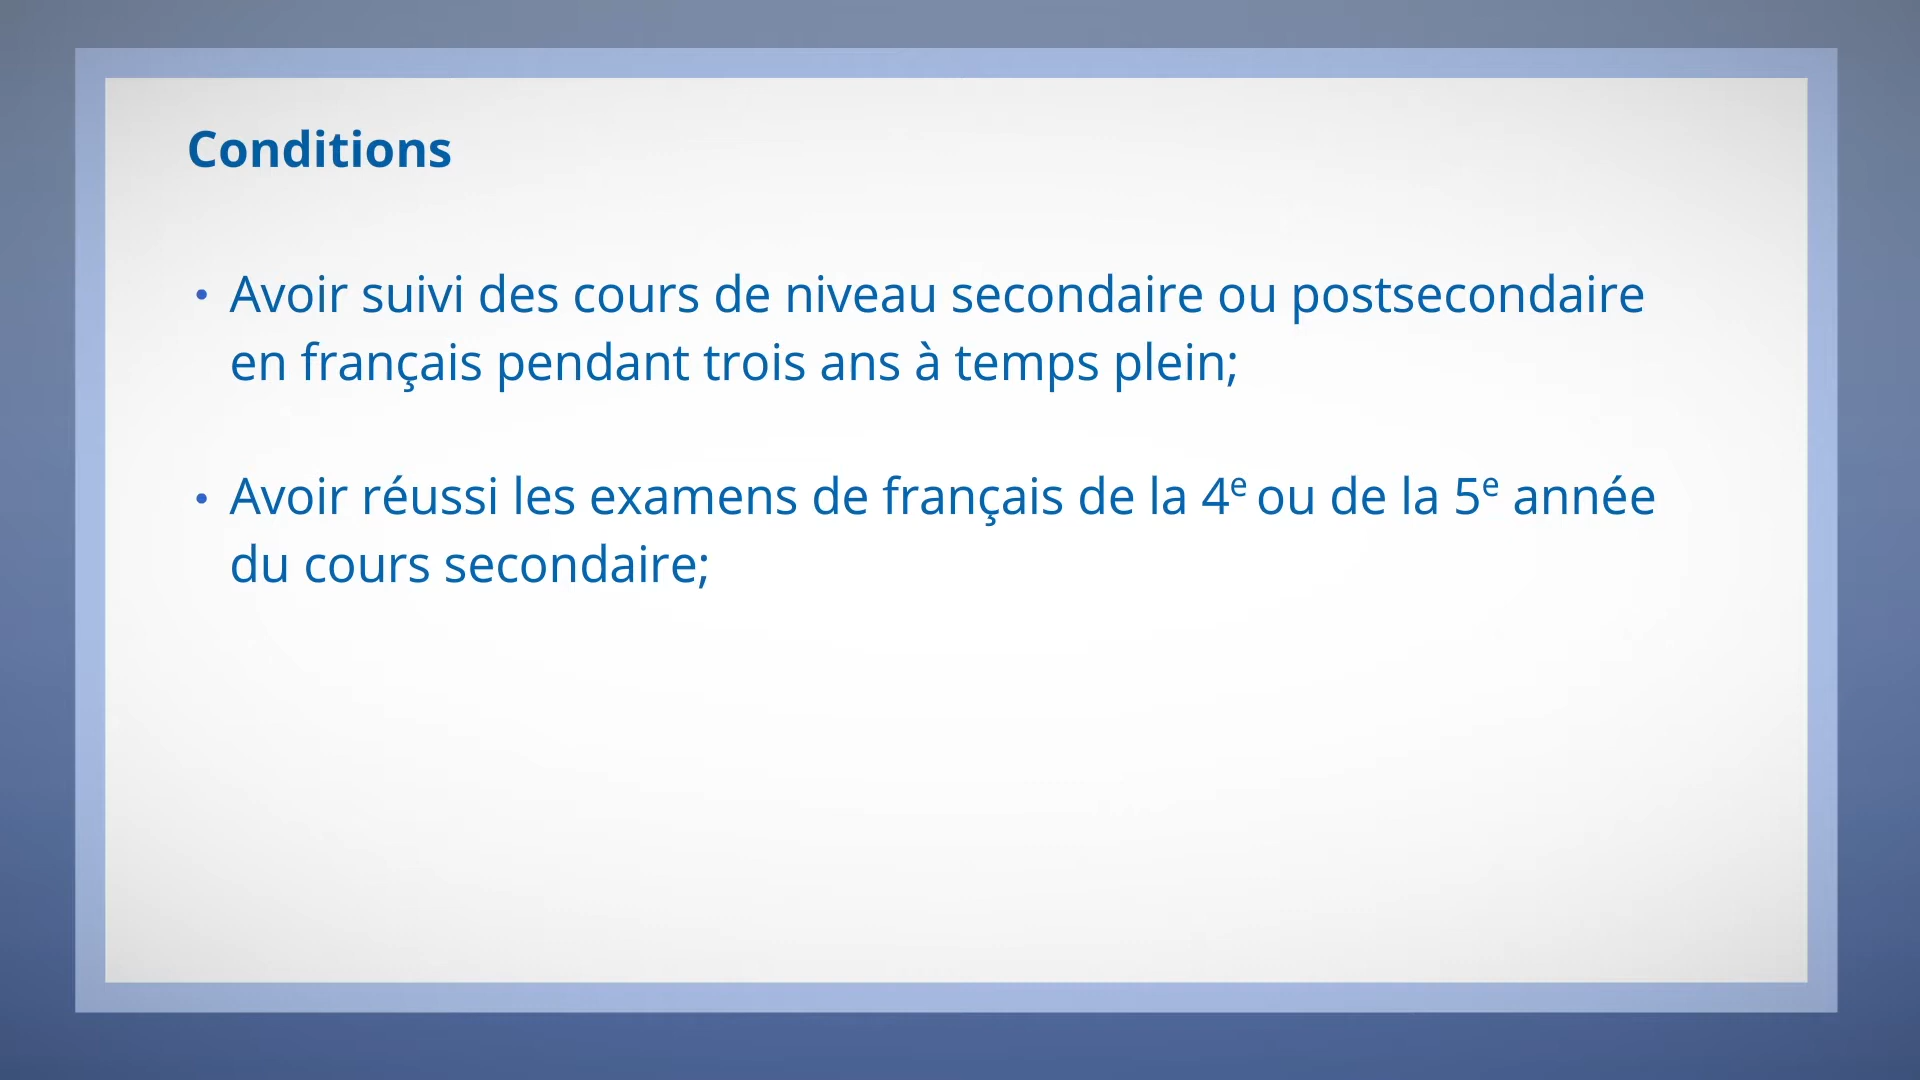 Conditions
• Avoir suivi des cours de niveau secondaire ou postsecondaire
en français pendant trois ans à temps plein;
• Avoir réussi les examens de français de la 4e ou de la 5e année
du cours secondaire;